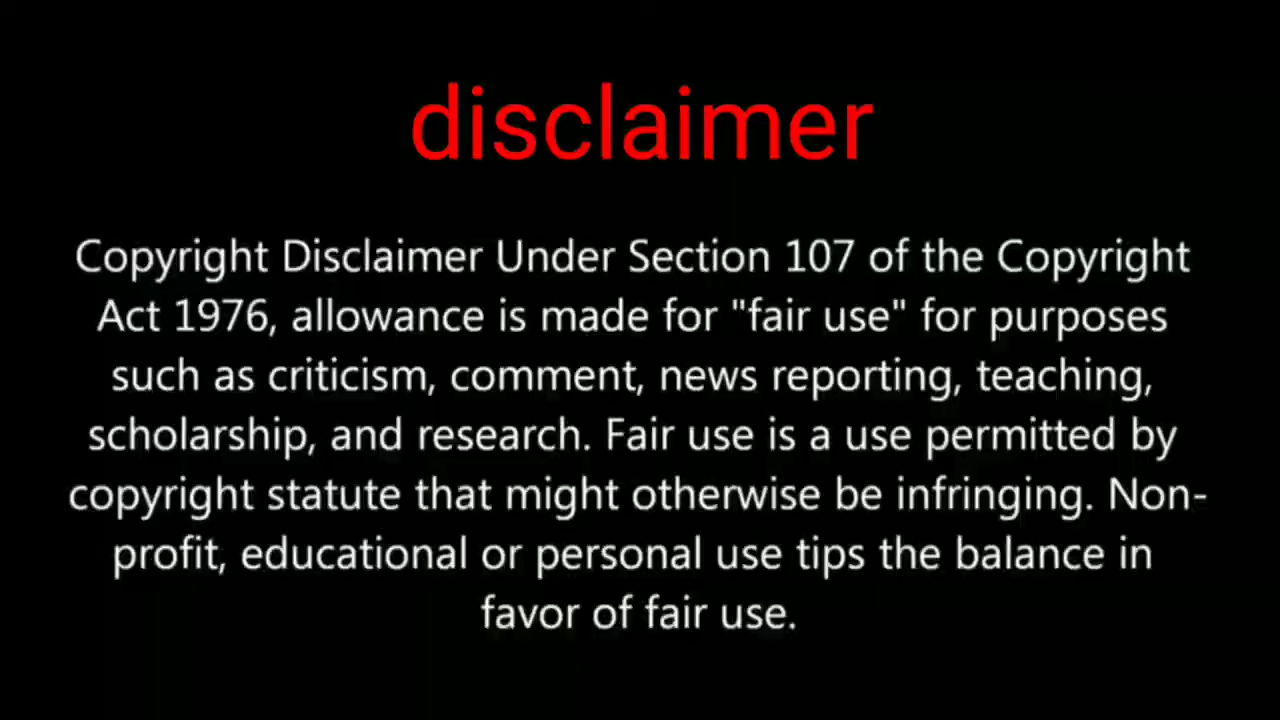 disclaimer
Copyright Disclaimer Under Section 107 of the Copyright
Act 1976, allowance is made for "fair use" for purposes
such as criticism, comment, news reporting, teaching,
scholarship, and research. Fair use is a use permitted by
copyright statute that might otherwise be infringing. Non-
profit, educational or personal use tips the balance in
favor of fair use.